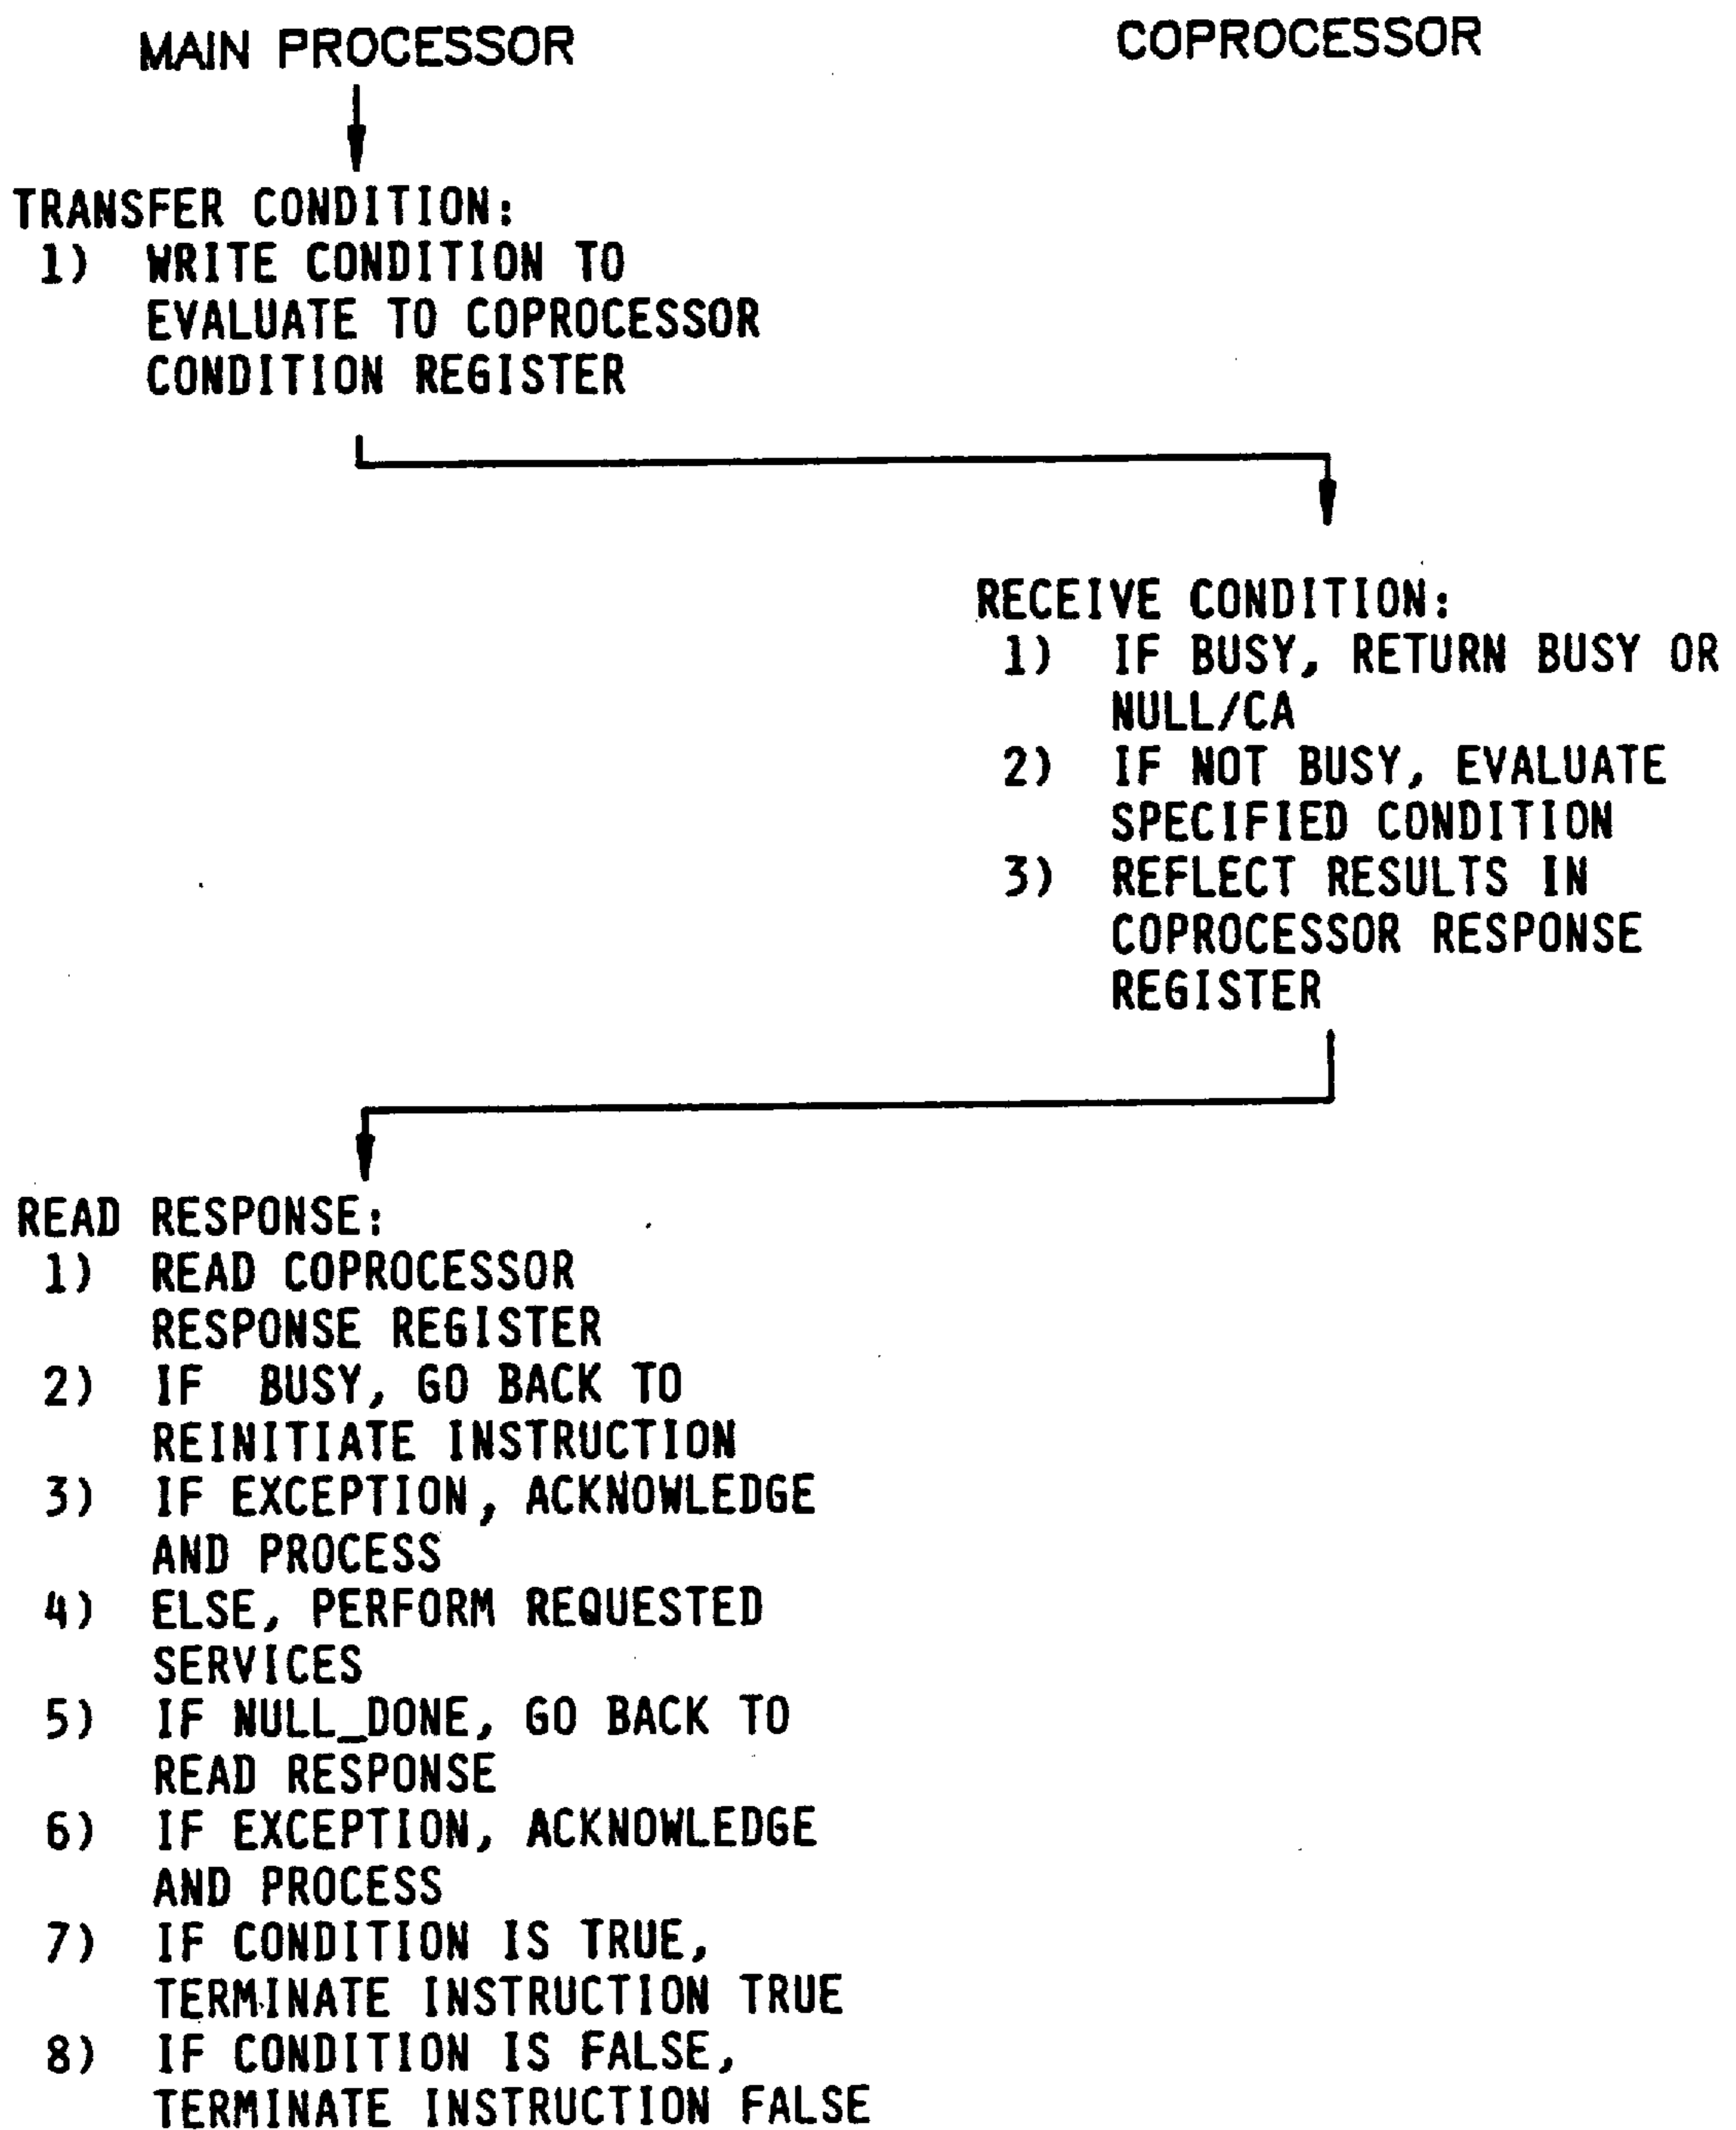 MAIN PROCESSOR
COPROCESSOR
TRANSFER CONDITION:
1) WRITE CONDITION TO
EVALUATE TO COPROCESSOR
CONDITION REGISTER
RECEIVE CONDITION:
1) IF BUSY, RETURN BUSY OR
NULL/CA
2) IF NOT BUSY, EVALUATE
SPECIFIED CONDITION
3) REFLECT RESULTS IN
COPROCESSOR RESPONSE
REGISTER
READ RESPONSE:
1) READ COPROCESSOR
RESPONSE REGISTER
2) IF BUSY, GO BACK TO
REINITIATE INSTRUCTION
3) IF EXCEPTION, ACKNOWLEDGE
AND PROCESS
4) ELSE, PERFORM REQUESTED
SERVICES
5) IF NULL_DONE, GO BACK TO
READ RESPONSE
6) IF EXCEPTION, ACKNOWLEDGE
AND PROCESS
7) IF CONDITION IS TRUE,
TERMINATE INSTRUCTION TRUE
8) IF CONDITION IS FALSE,
TERMINATE INSTRUCTION FALSE